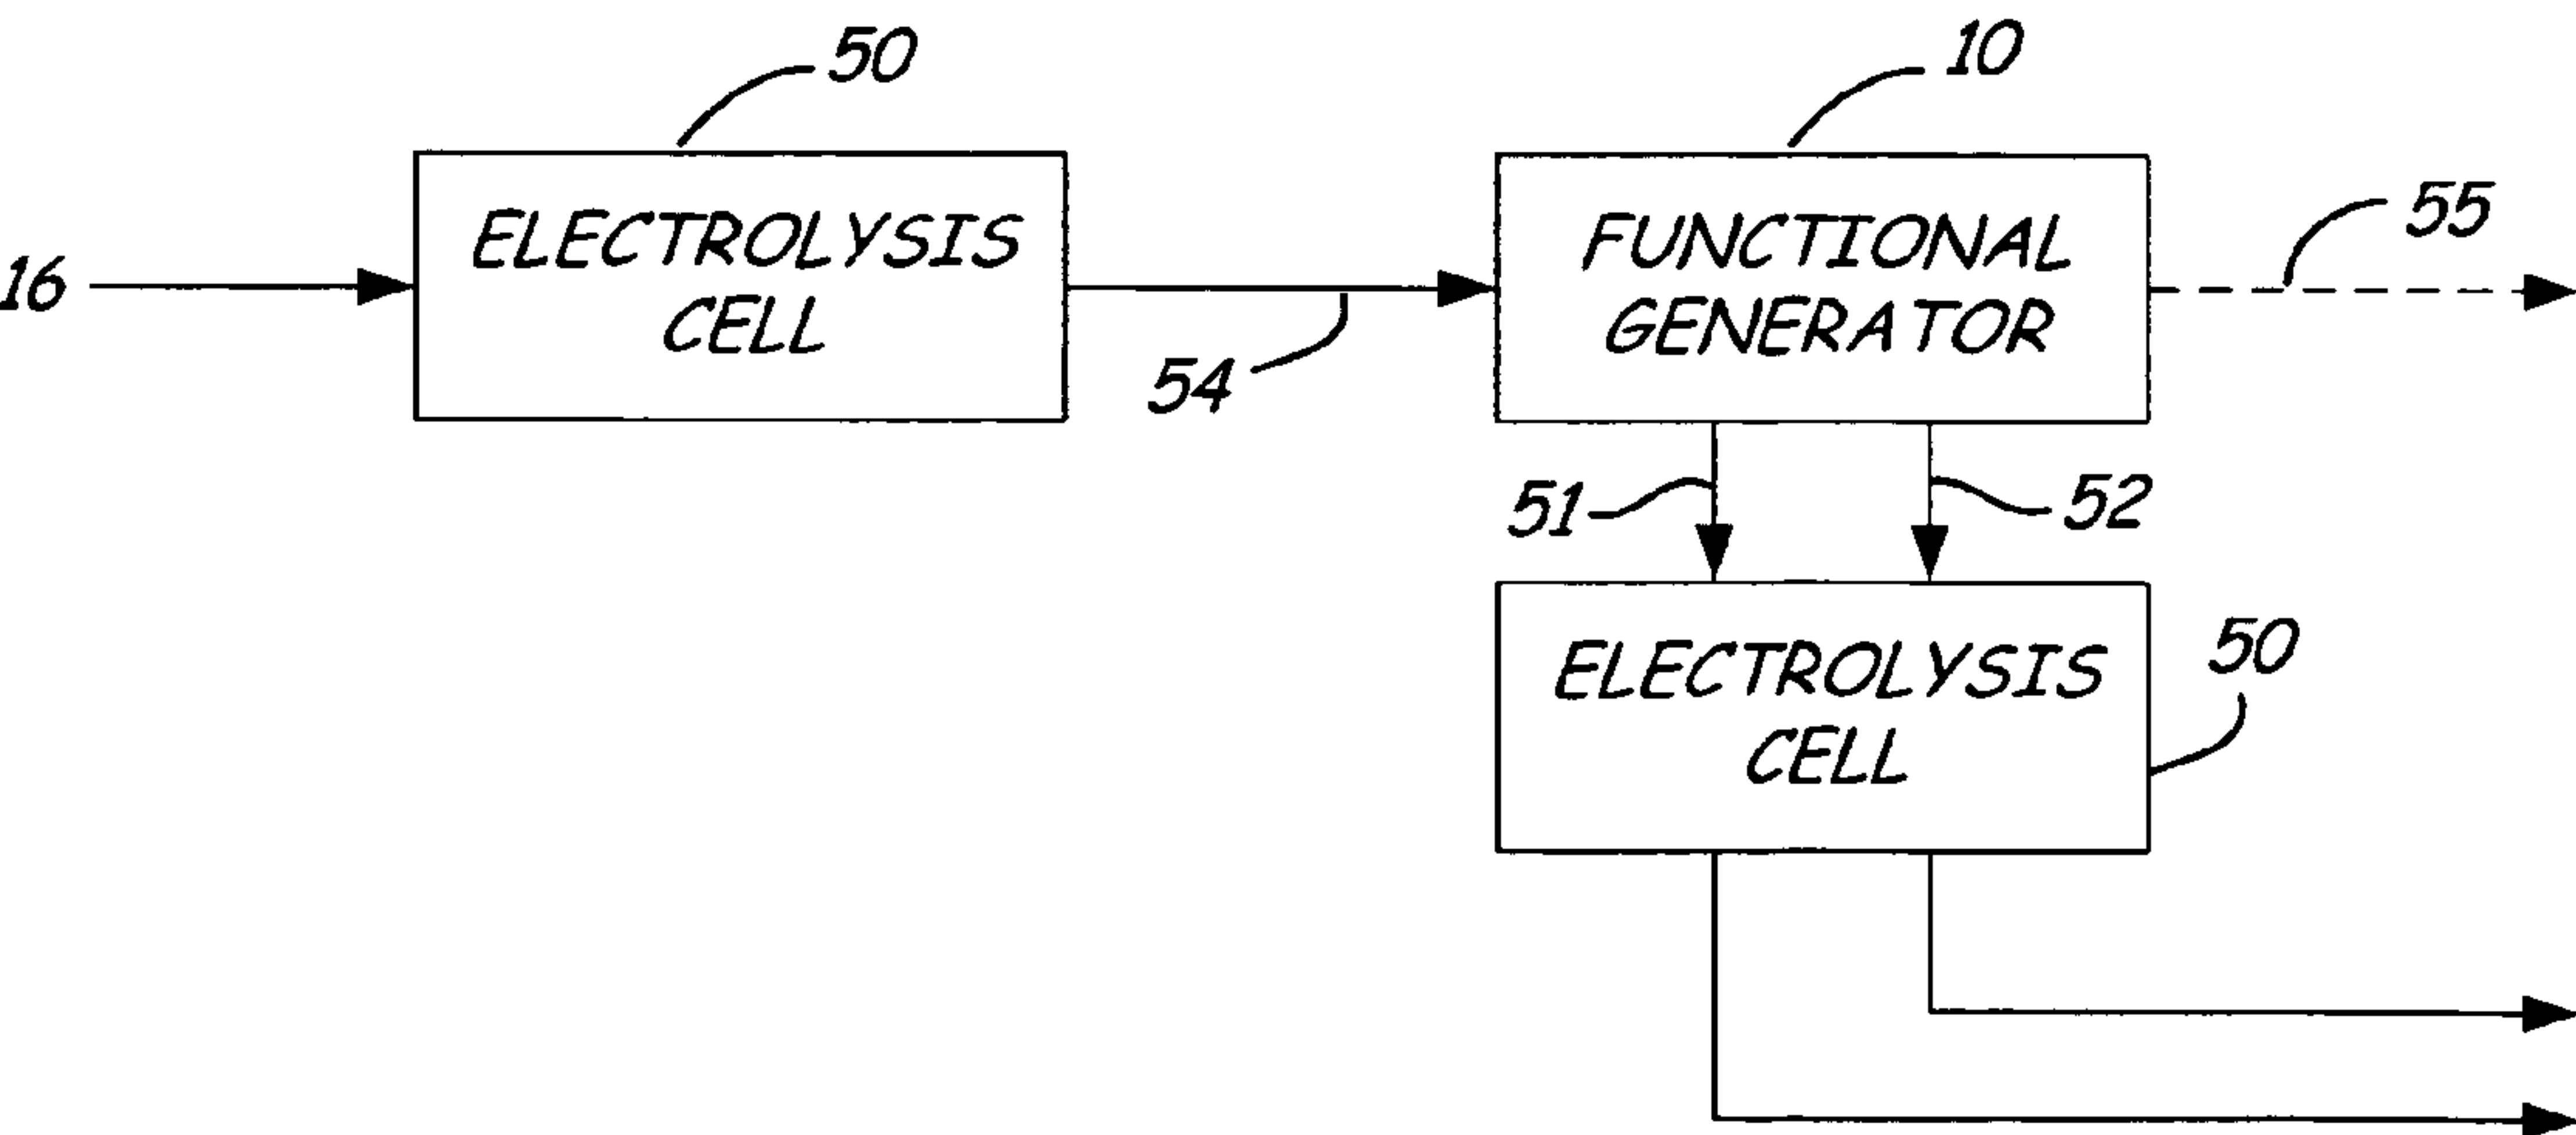 50
10
ELECTROLYSIS
CELL
FUNCTIONAL
GENERATOR
55
16
54
51
52
ELECTROLYSIS
CELL
50